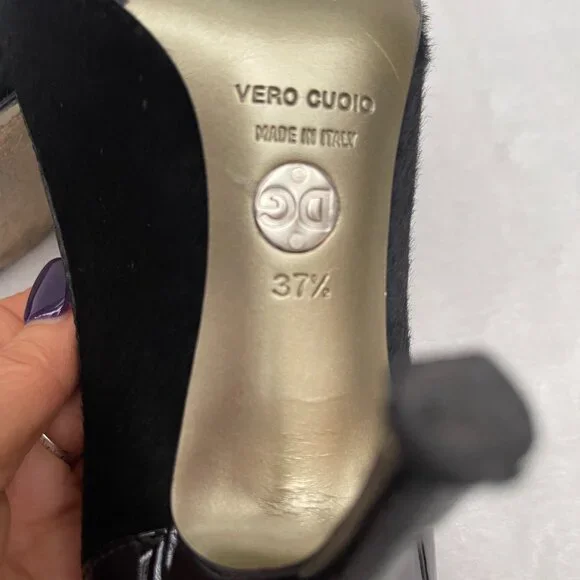 VERO CUOIO
MADE IN ITALY
DG
37½